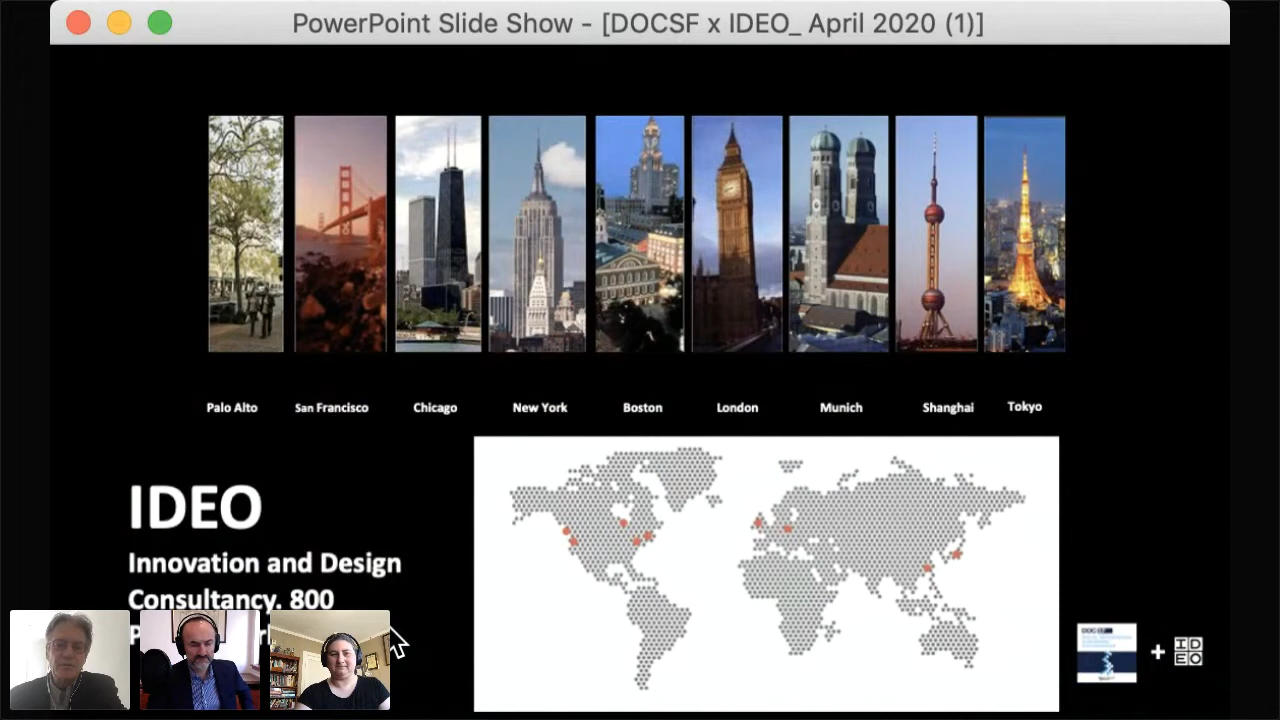 PowerPoint Slide Show - [DOCSF x IDEO_ April 2020 (1)]
Palo Alto San Francisco Chicago New York Boston London Munich Shanghai Tokyo
IDEO
Innovation and Design
Consultancy. 800
+ IDEO